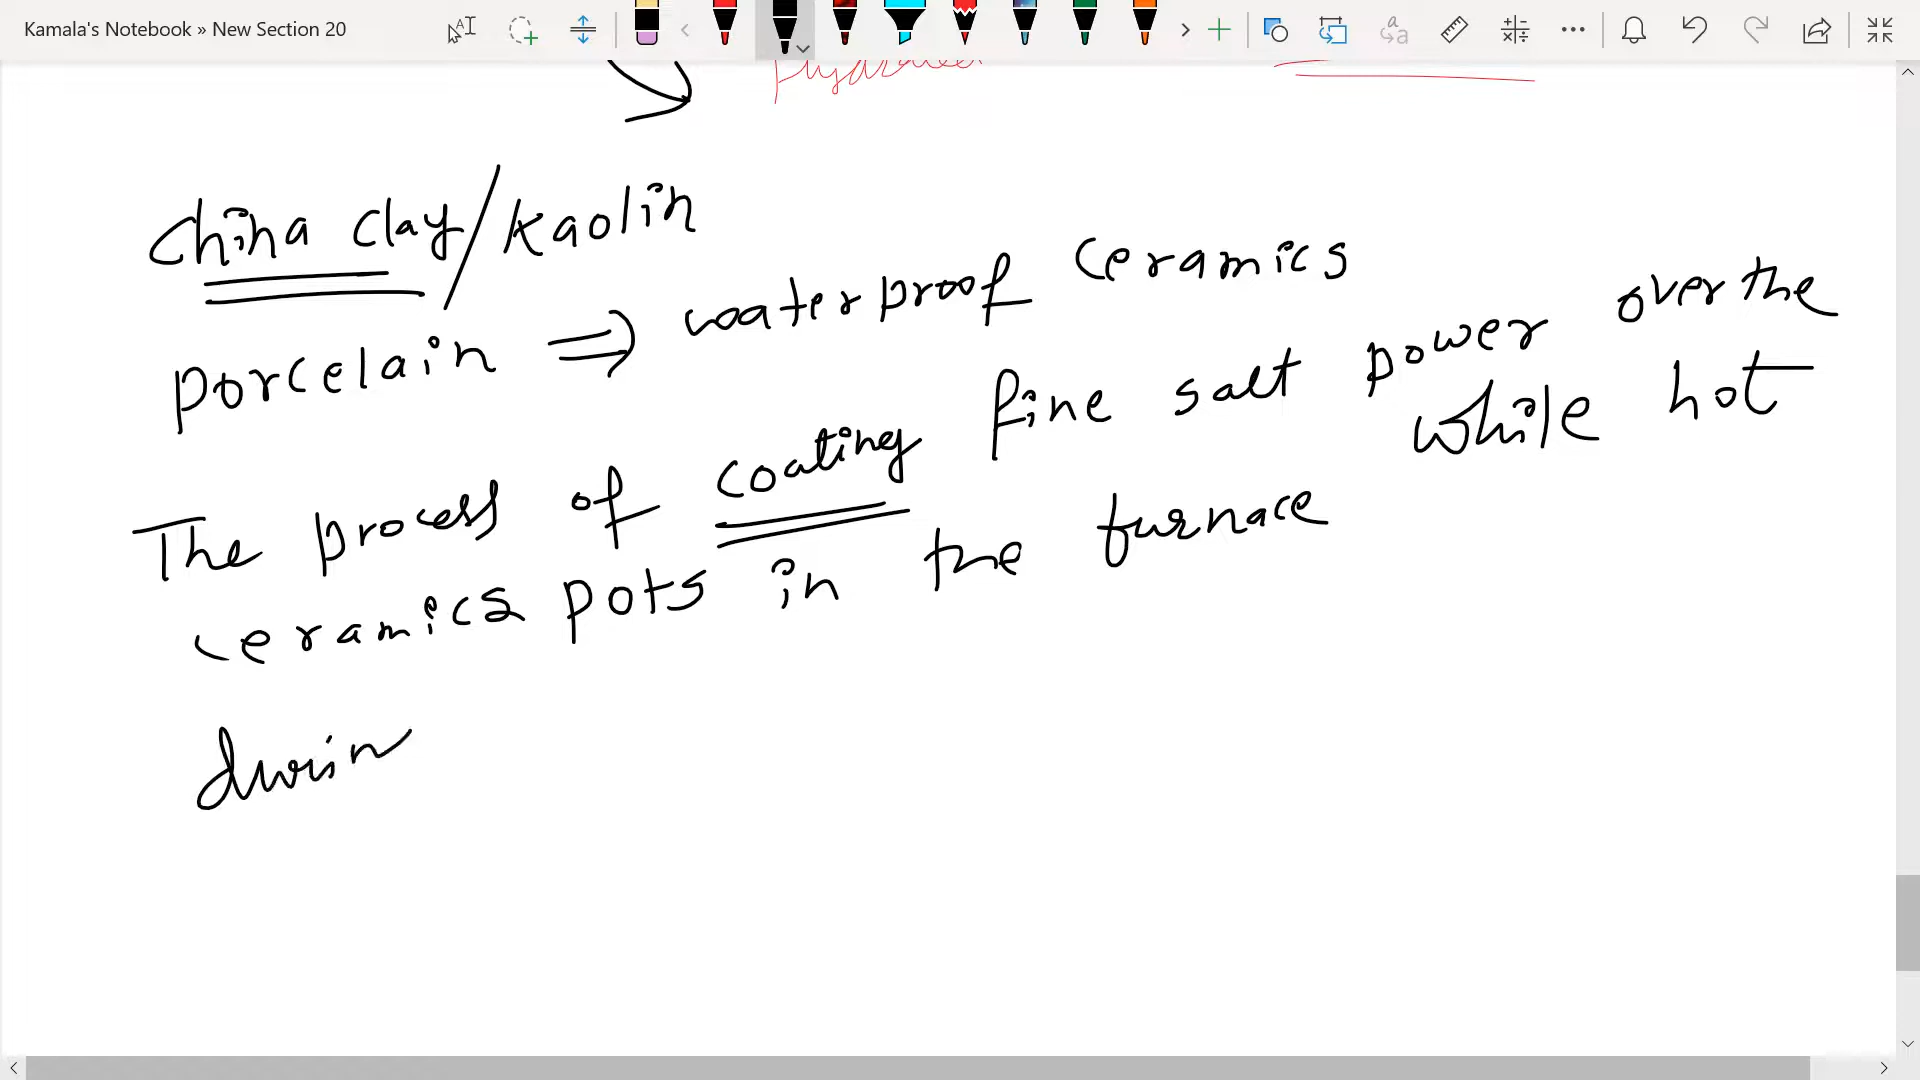 Kamala's Notebook » New Section 20
China clay/Kaolin
porcelain ⇒ waterproof ceramics
The process of coating fine salt power over the
ceramics pots in the furnace while hot
durin